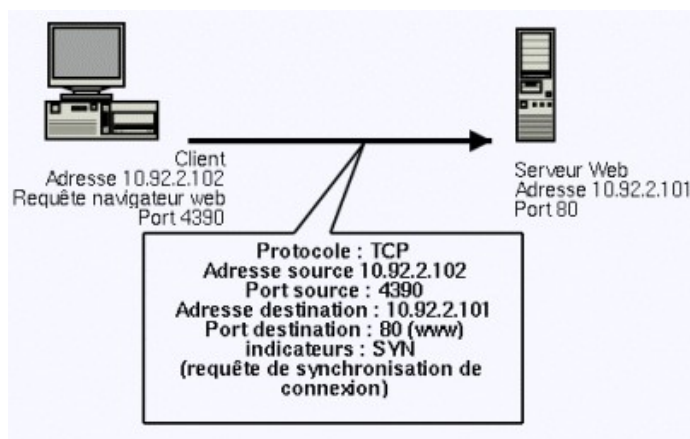 Client
Adresse 10.92.2.102
Requête navigateur web
Port 4390
Serveur Web
Adresse 10.92.2.101
Port 80
Protocole : TCP
Adresse source 10.92.2.102
Port source : 4390
Adresse destination : 10.92.2.101
Port destination : 80 (www)
indicateurs : SYN
(requête de synchronisation de
connexion)